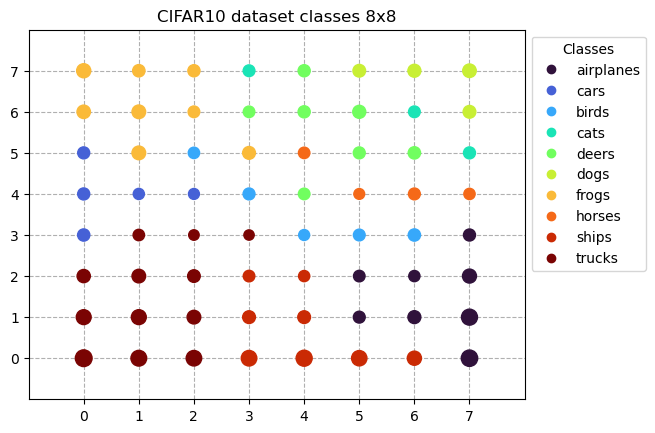 CIFAR10 dataset classes 8x8
7
6
5
4
3
2
1
0
0 1 2 3 4 5 6 7
Classes
airplanes
cars
birds
cats
deers
dogs
frogs
horses
ships
trucks